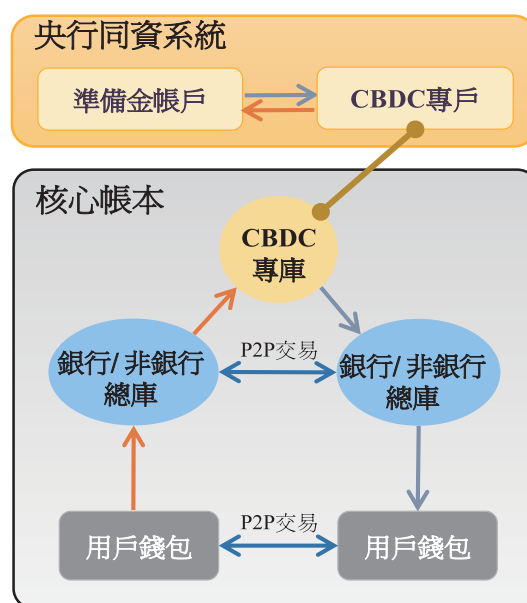 央行同資系統
準備金帳戶
CBDC專戶
核心帳本
CBDC
專庫
P2P交易
銀行/ 非銀行
總庫
銀行/ 非銀行
總庫
P2P交易
用戶錢包
用戶錢包